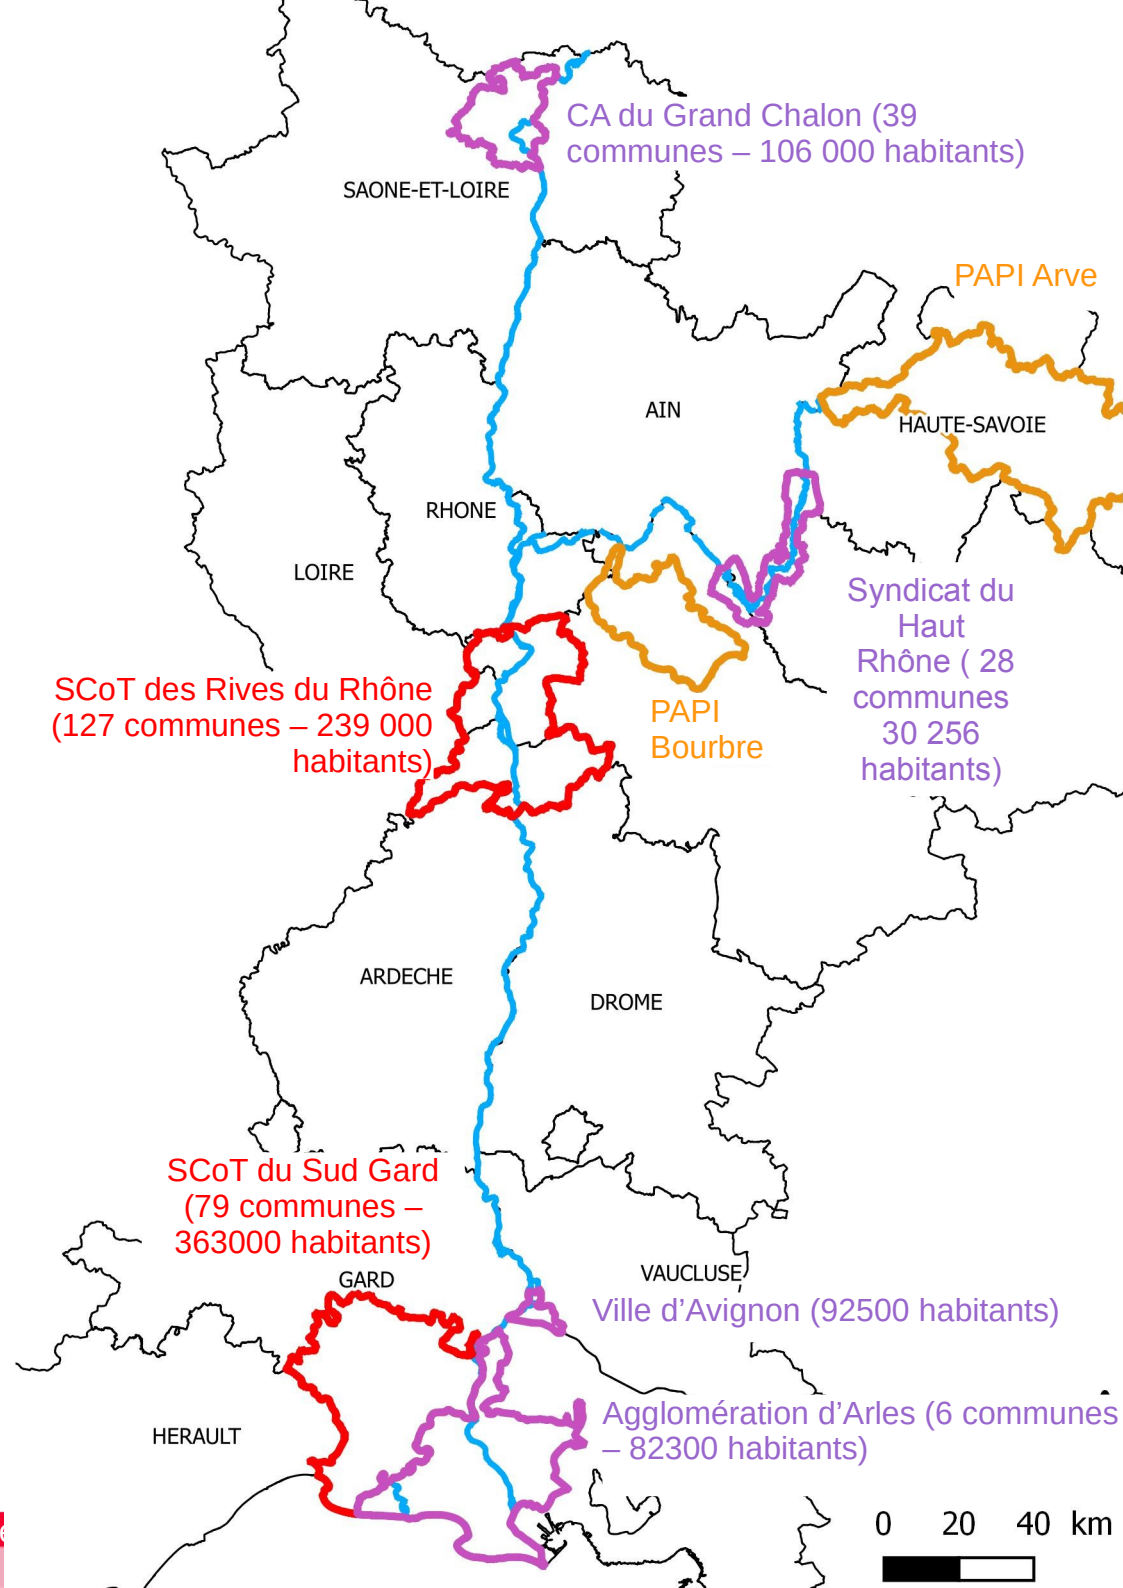 CA du Grand Chalon (39
communes – 106 000 habitants)
SAONE-ET-LOIRE
PAPI Arve
AIN
HAUTE-SAVOIE
RHONE
LOIRE
Syndicat du
Haut
Rhône ( 28
communes
30 256
habitants)
SCoT des Rives du Rhône
(127 communes – 239 000
habitants)
PAPI
Bourbre
ARDECHE
DROME
SCoT du Sud Gard
(79 communes –
363000 habitants)
GARD
VAUCLUSE
Ville d’Avignon (92500 habitants)
Agglomération d’Arles (6 communes
– 82300 habitants)
HERAULT
0 20 40 km